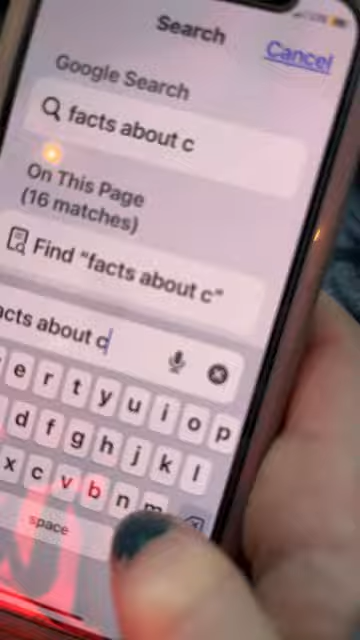 Search
Cancel
Google Search
facts about c
On This Page
(16 matches)
Find "facts about c"
acts about c
e r t y u i o p
d f g h j k l
x c v b n m
space